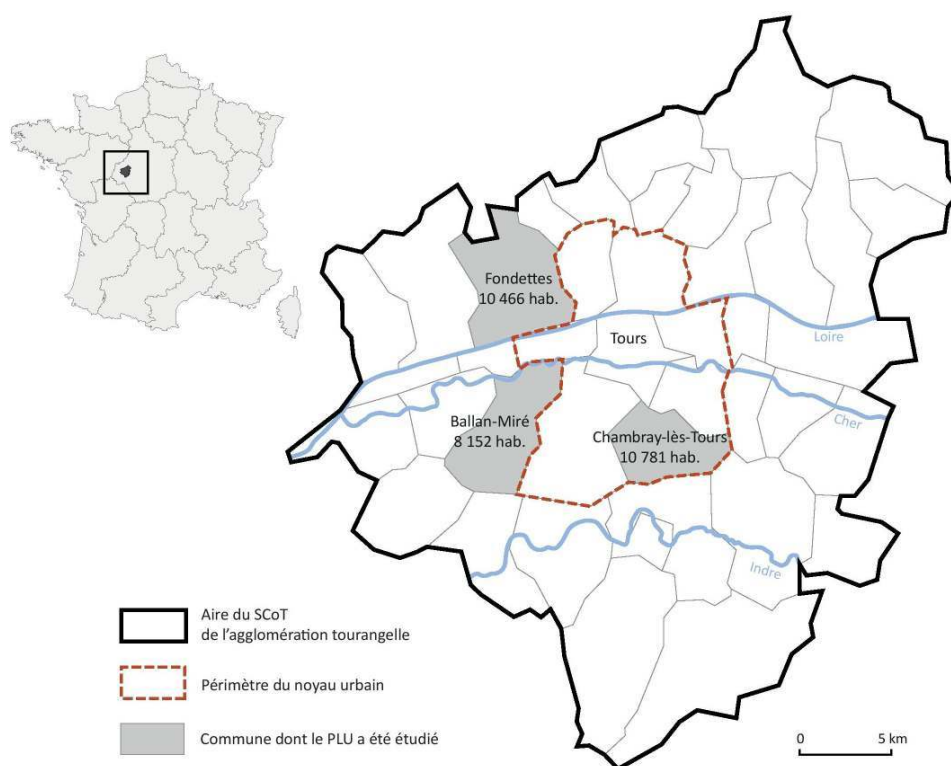 Fondettes
10 466 hab.
Tours
Loire
Cher
Ballan-Miré
8 152 hab.
Chambray-lès-Tours
10 781 hab.
Indre
Aire du SCoT
de l'agglomération tourangelle
Périmètre du noyau urbain
Commune dont le PLU a été étudié
0 5 km